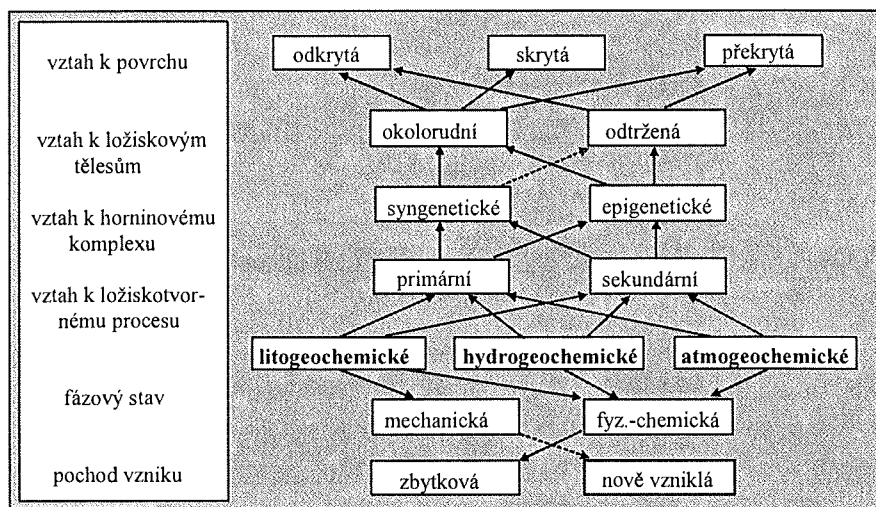 vztah k povrchu
vztah k ložiskovým
tělesům
vztah k horninovému
komplexu
vztah k ložiskotvor-
nému procesu
fázový stav
pochod vzniku
odkrytá
skrytá
překrytá
okolorudní
odtržená
syngenetické
epigenetické
primární
sekundární
litogeochemické
hydrogeochemické
atmogeochemické
mechanická
fyz.-chemická
zbytková
nově vzniklá